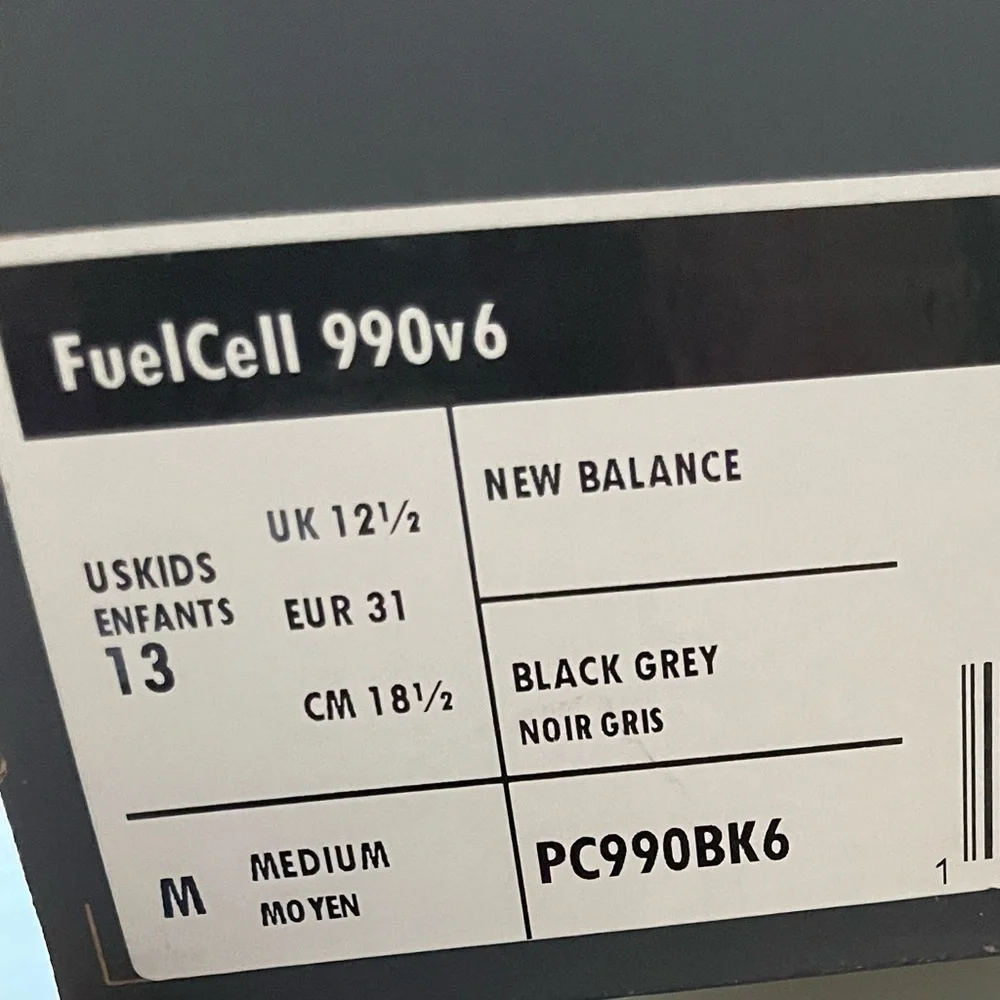 FuelCell 990v6
USKIDS
ENFANTS
13
UK 12½
EUR 31
CM 18½
NEW BALANCE
BLACK GREY
NOIR GRIS
M
MEDIUM
MOYEN
PC990BK6
1